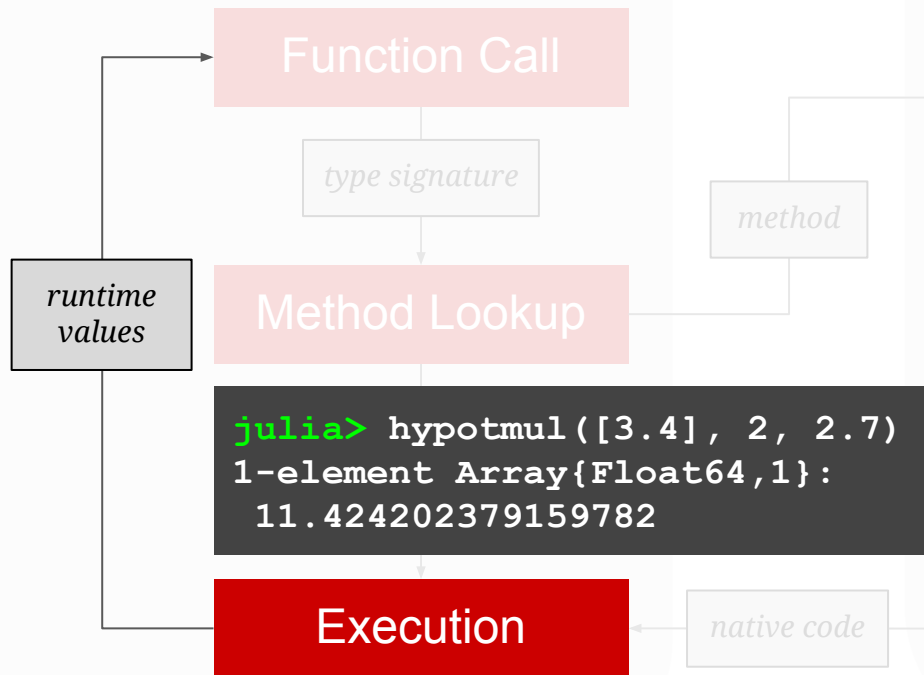 Function Call
type signature
method
runtime
values
Method Lookup
julia> hypotmul([3.4], 2, 2.7)
1-element Array{Float64,1}:
11.424202379159782
Execution
native code